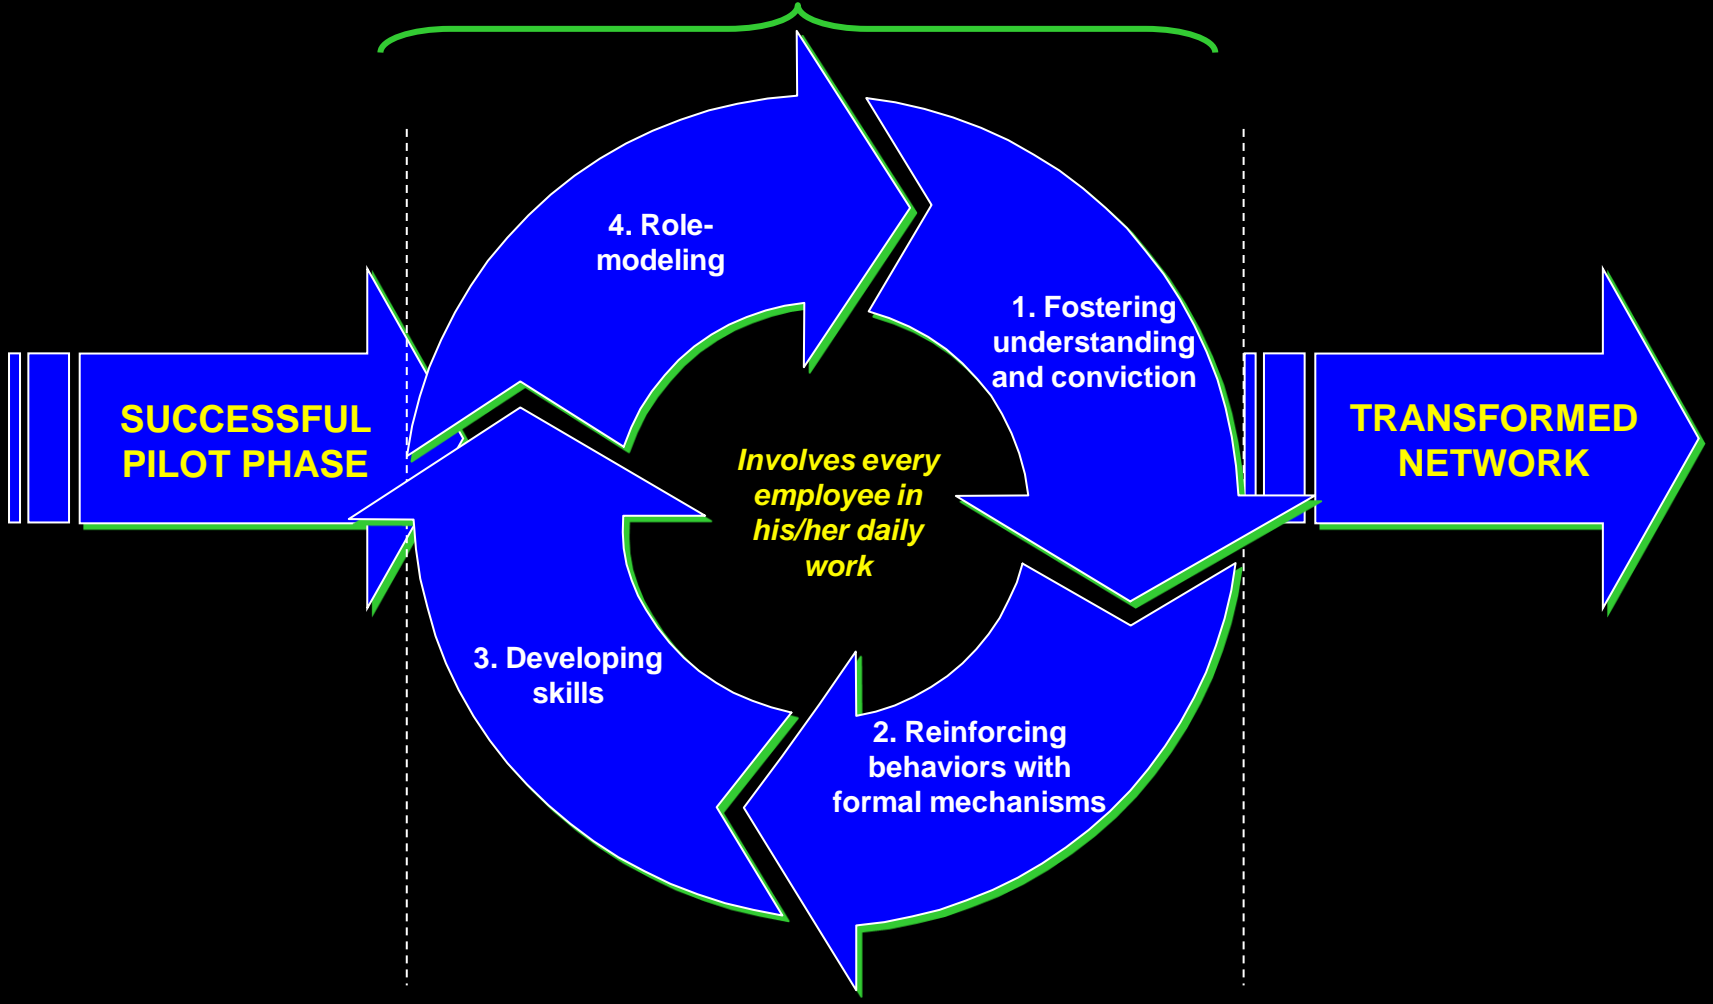 4. Role-
modeling
1. Fostering
understanding
and conviction
SUCCESSFUL
PILOT PHASE
Involves every
employee in
his/her daily
work
TRANSFORMED
NETWORK
3. Developing
skills
2. Reinforcing
behaviors with
formal mechanisms